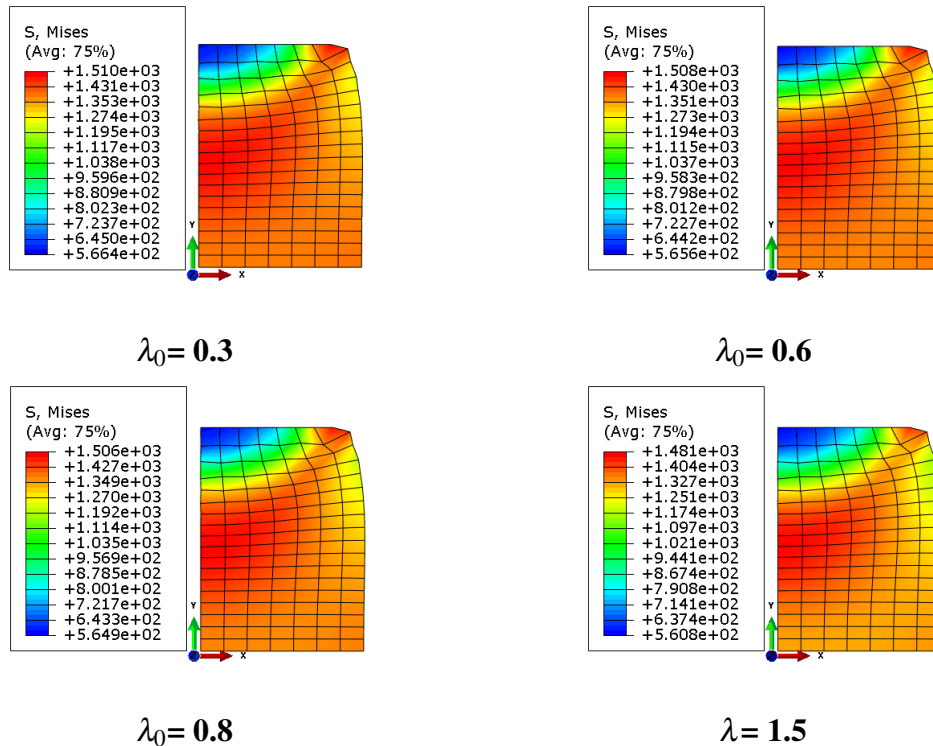 S, Mises
(Avg: 75%)
+1.510e+03
+1.431e+03
+1.353e+03
+1.274e+03
+1.195e+03
+1.117e+03
+1.038e+03
+9.596e+02
+8.809e+02
+8.023e+02
+7.237e+02
+6.450e+02
+5.664e+02
Y
Z
X
λ0= 0.3
S, Mises
(Avg: 75%)
+1.508e+03
+1.430e+03
+1.351e+03
+1.273e+03
+1.194e+03
+1.115e+03
+1.037e+03
+9.583e+02
+8.798e+02
+8.012e+02
+7.227e+02
+6.442e+02
+5.656e+02
Y
Z
X
λ0= 0.6
S, Mises
(Avg: 75%)
+1.506e+03
+1.427e+03
+1.349e+03
+1.270e+03
+1.192e+03
+1.114e+03
+1.035e+03
+9.569e+02
+8.785e+02
+8.001e+02
+7.217e+02
+6.433e+02
+5.649e+02
Y
Z
X
λ0= 0.8
S, Mises
(Avg: 75%)
+1.481e+03
+1.404e+03
+1.327e+03
+1.251e+03
+1.174e+03
+1.097e+03
+1.021e+03
+9.441e+02
+8.674e+02
+7.908e+02
+7.141e+02
+6.374e+02
+5.608e+02
Y
Z
X
λ= 1.5